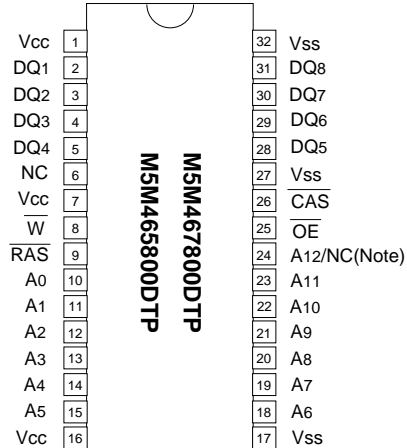 Vcc 1 32 Vss
DQ1 2 31 DQ8
DQ2 3 30 DQ7
DQ3 4 29 DQ6
DQ4 5 28 DQ5
NC 6 27 Vss
Vcc 7 26 CAS
W 8 25 OE
RAS 9 24 A12/NC(Note)
A0 10 23 A11
A1 11 22 A10
A2 12 21 A9
A3 13 20 A8
A4 14 19 A7
A5 15 18 A6
Vcc 16 17 Vss
M5M467800DTP
M5M465800DTP